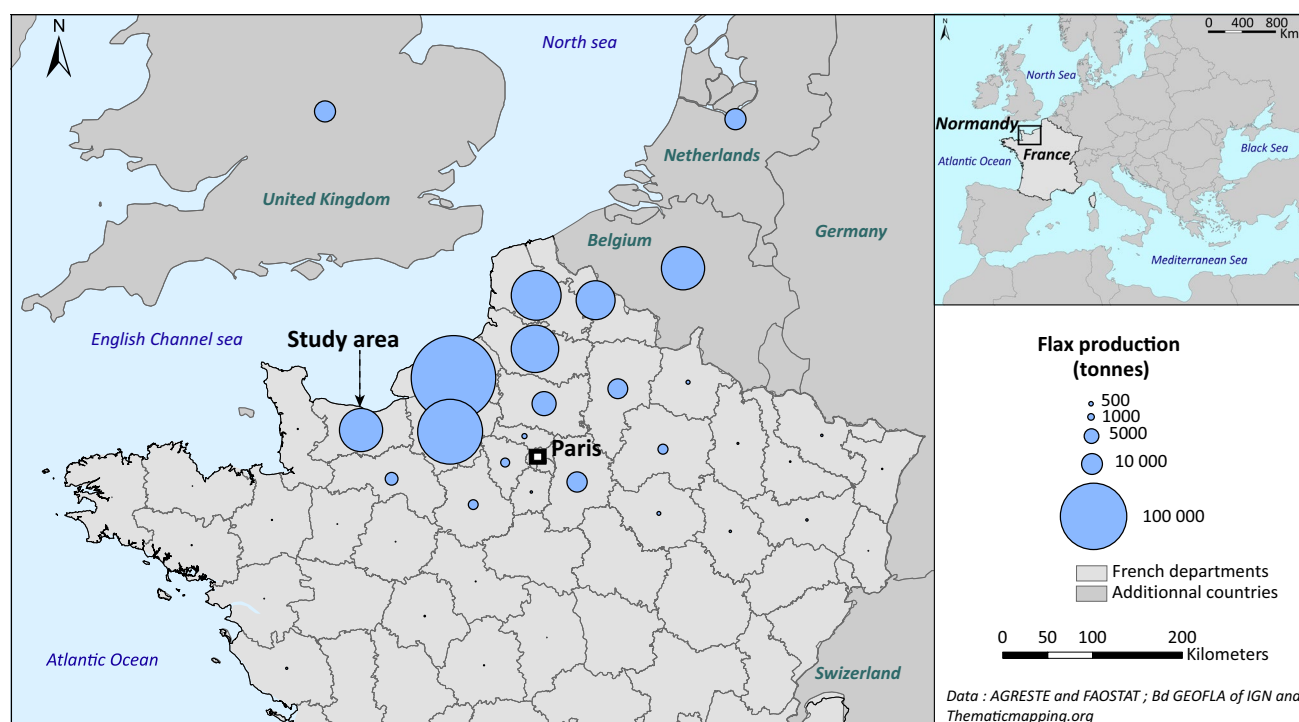 N
North sea
Netherlands
United Kingdom
Belgium
Germany
English Channel sea
Study area
Paris
Atlantic Ocean
Swizerland
N
0 400 800
Km
North Sea
Normandy
France
Atlantic Ocean
Black Sea
Mediterranean Sea
Flax production
(tonnes)
500
1000
5000
10 000
100 000
French departments
Additionnal countries
0 50 100 200
Kilometers
Data : AGRESTE and FAOSTAT ; Bd GEOFLA of IGN and
Thematicmapping.org